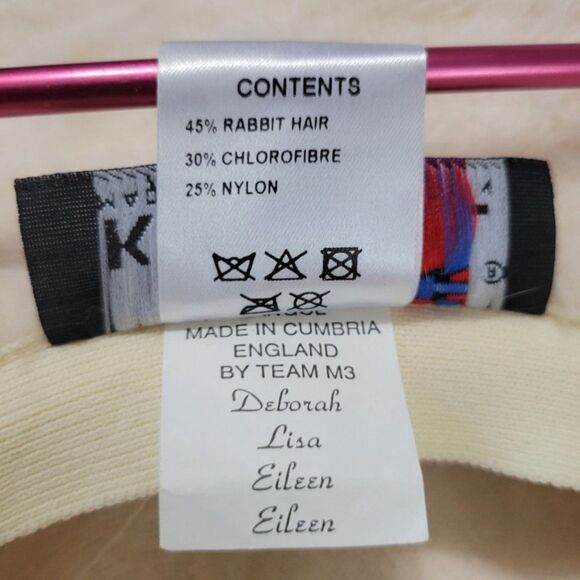 CONTENTS
45% RABBIT HAIR
30% CHLOROFIBRE
25% NYLON
MADE IN CUMBRIA
ENGLAND
BY TEAM M3
Deborah
Lisa
Eileen
Eileen
K
®